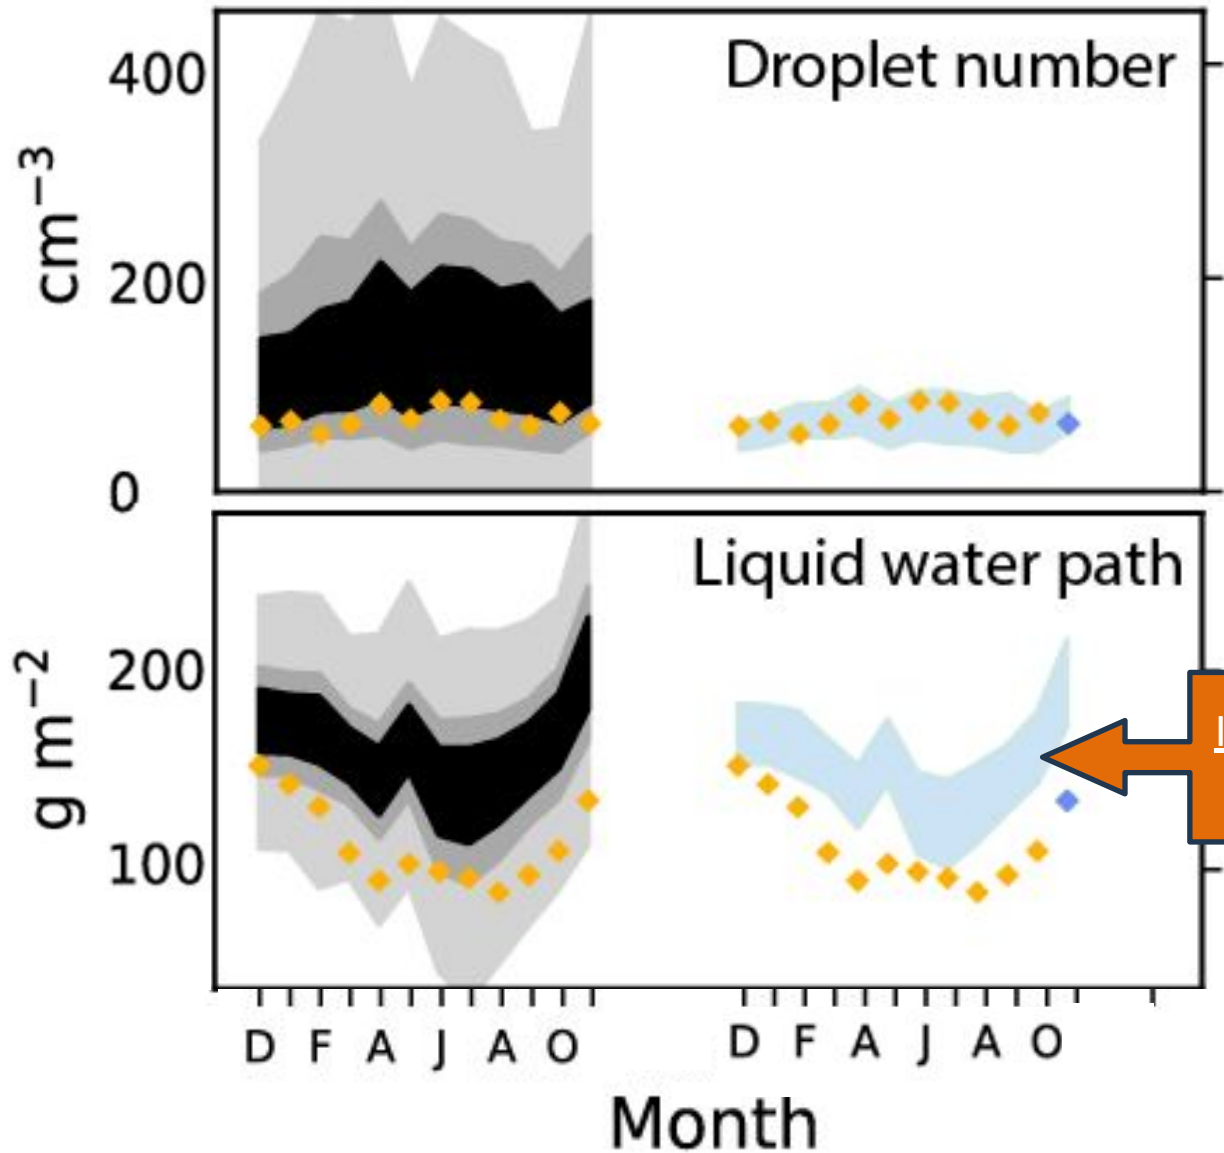 Droplet number
400
200
0
cm⁻³
Liquid water path
200
100
g m⁻²
D F A J A O
D F A J A O
Month